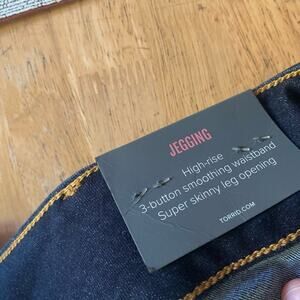 JEGGING
High-rise
3-button smoothing waistband
Super skinny leg opening
TORRID.COM